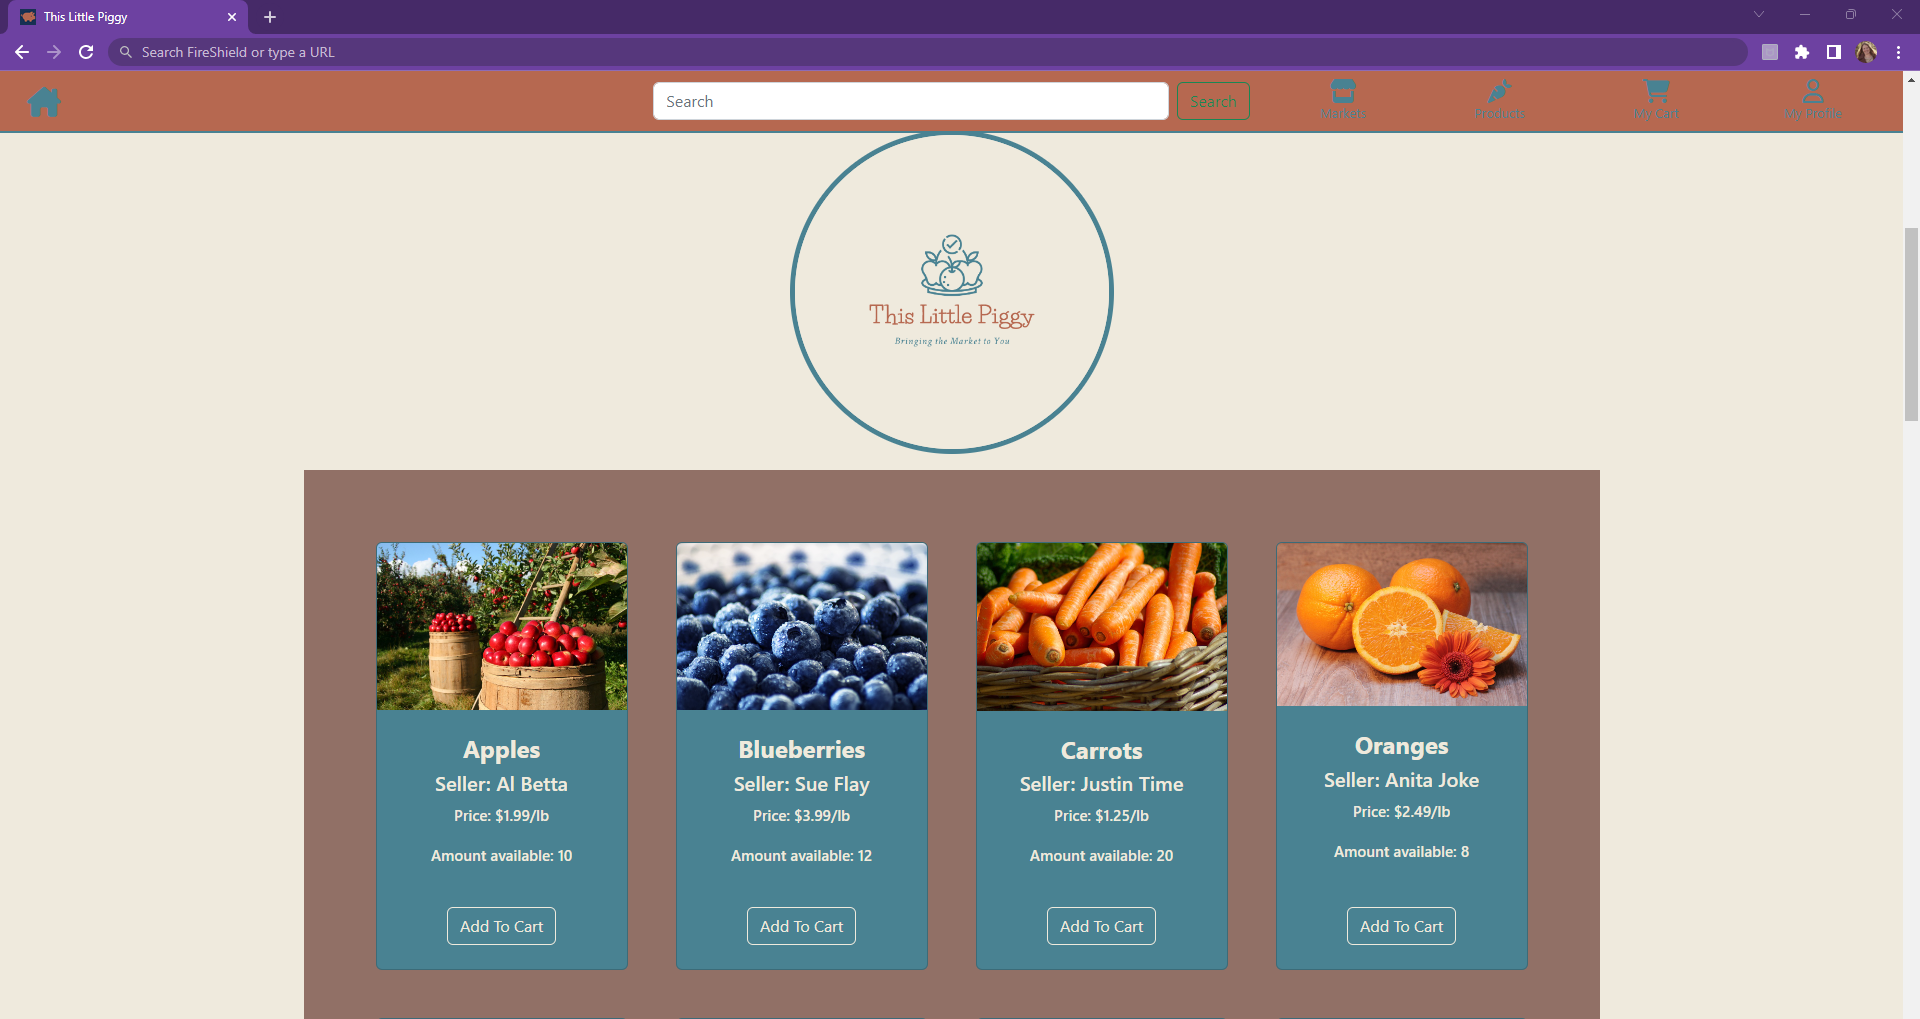 This Little Piggy
Search FireShield or type a URL
Search
Search
Markets
Products
My Cart
My Profile
This Little Piggy
Bringing the Market to You
Apples
Seller: Al Betta
Price: $1.99/lb
Amount available: 10
Add To Cart
Blueberries
Seller: Sue Flay
Price: $3.99/lb
Amount available: 12
Add To Cart
Carrots
Seller: Justin Time
Price: $1.25/lb
Amount available: 20
Add To Cart
Oranges
Seller: Anita Joke
Price: $2.49/lb
Amount available: 8
Add To Cart